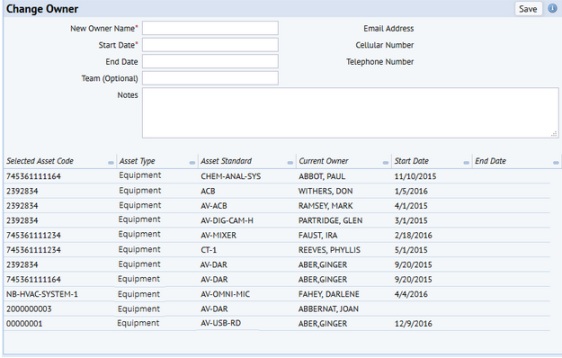 Change Owner Save
New Owner Name* Email Address
Start Date* Cellular Number
End Date Telephone Number
Team (Optional)
Notes
Selected Asset Code Asset Type Asset Standard Current Owner Start Date End Date
745361111164 Equipment CHEM-ANAL-SYS ABBOT, PAUL 11/10/2015
2392834 Equipment ACB WITHERS, DON 1/5/2016
2392834 Equipment AV-ACB RAMSEY, MARK 4/1/2015
2392834 Equipment AV-DIG-CAM-H PARTRIDGE, GLEN 3/1/2015
745361111234 Equipment AV-MIXER FAUST, IRA 2/18/2016
745361111234 Equipment CT-1 REEVES, PHYLLIS 5/1/2015
2392834 Equipment AV-DAR ABER,GINGER 9/20/2015
745361111164 Equipment AV-DAR ABER,GINGER 9/20/2015
NB-HVAC-SYSTEM-1 Equipment AV-OMNI-MIC FAHEY, DARLENE 4/4/2016
2000000003 Equipment AV-DAR ABBERNAT, JOAN
00000001 Equipment AV-USB-RD ABER,GINGER 12/9/2016